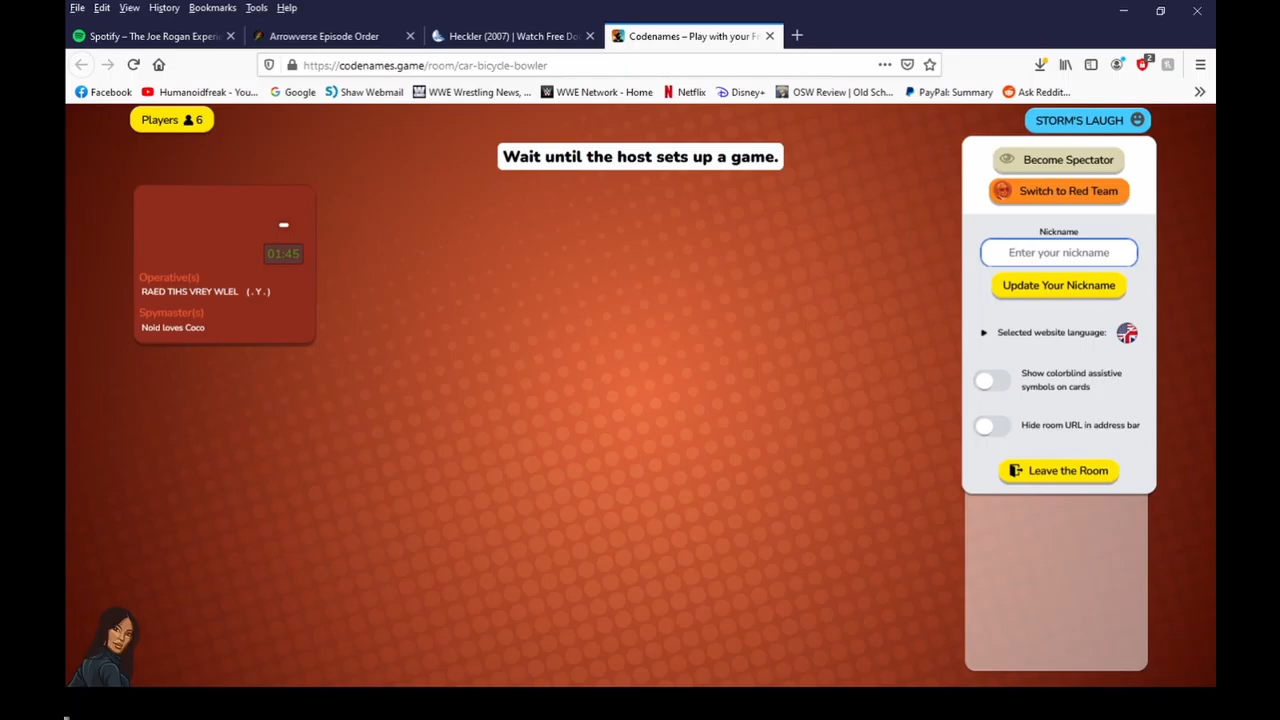 File Edit View History Bookmarks Tools Help
Spotify – The Joe Rogan Experi
Arrowverse Episode Order
Heckler (2007) | Watch Free Do
Codenames – Play with your F
https://codenames.game/room/car-bicycle-bowler
2
Facebook
Humanoidfreak - You...
Google
Shaw Webmail
WWE Wrestling News, ...
WWE Network - Home
Netflix
Disney+
OSW Review | Old Sch...
PayPal: Summary
Ask Reddit...
Players 6
STORM'S LAUGH
Wait until the host sets up a game.
Become Spectator
Switch to Red Team
-
01:45
Operative(s)
RAED TIHS VREY WLEL (.Y.)
Spymaster(s)
Noid loves Coco
Nickname
Enter your nickname
Update Your Nickname
Selected website language:
Show colorblind assistive
symbols on cards
Hide room URL in address bar
Leave the Room